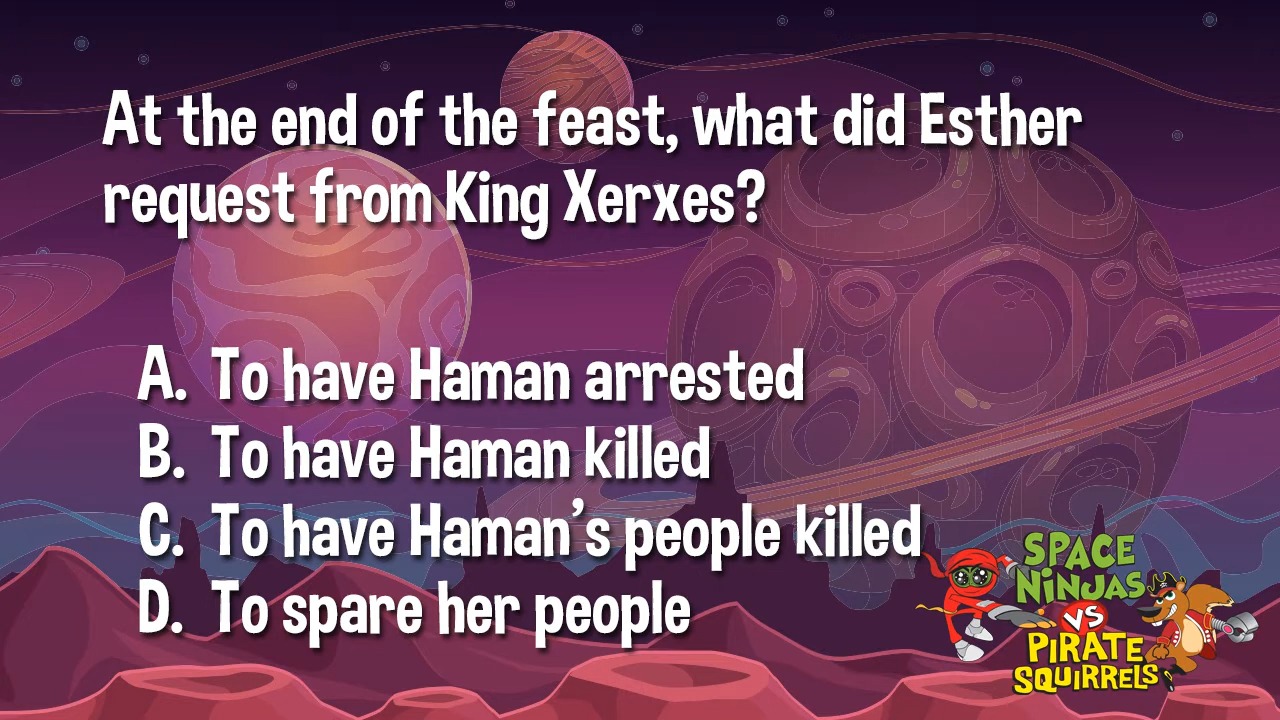 At the end of the feast, what did Esther
request from King Xerxes?
A. To have Haman arrested
B. To have Haman killed
C. To have Haman's people killed
D. To spare her people
SPACE
NiNJAS
VS
PiRATE
SQUiRRELS